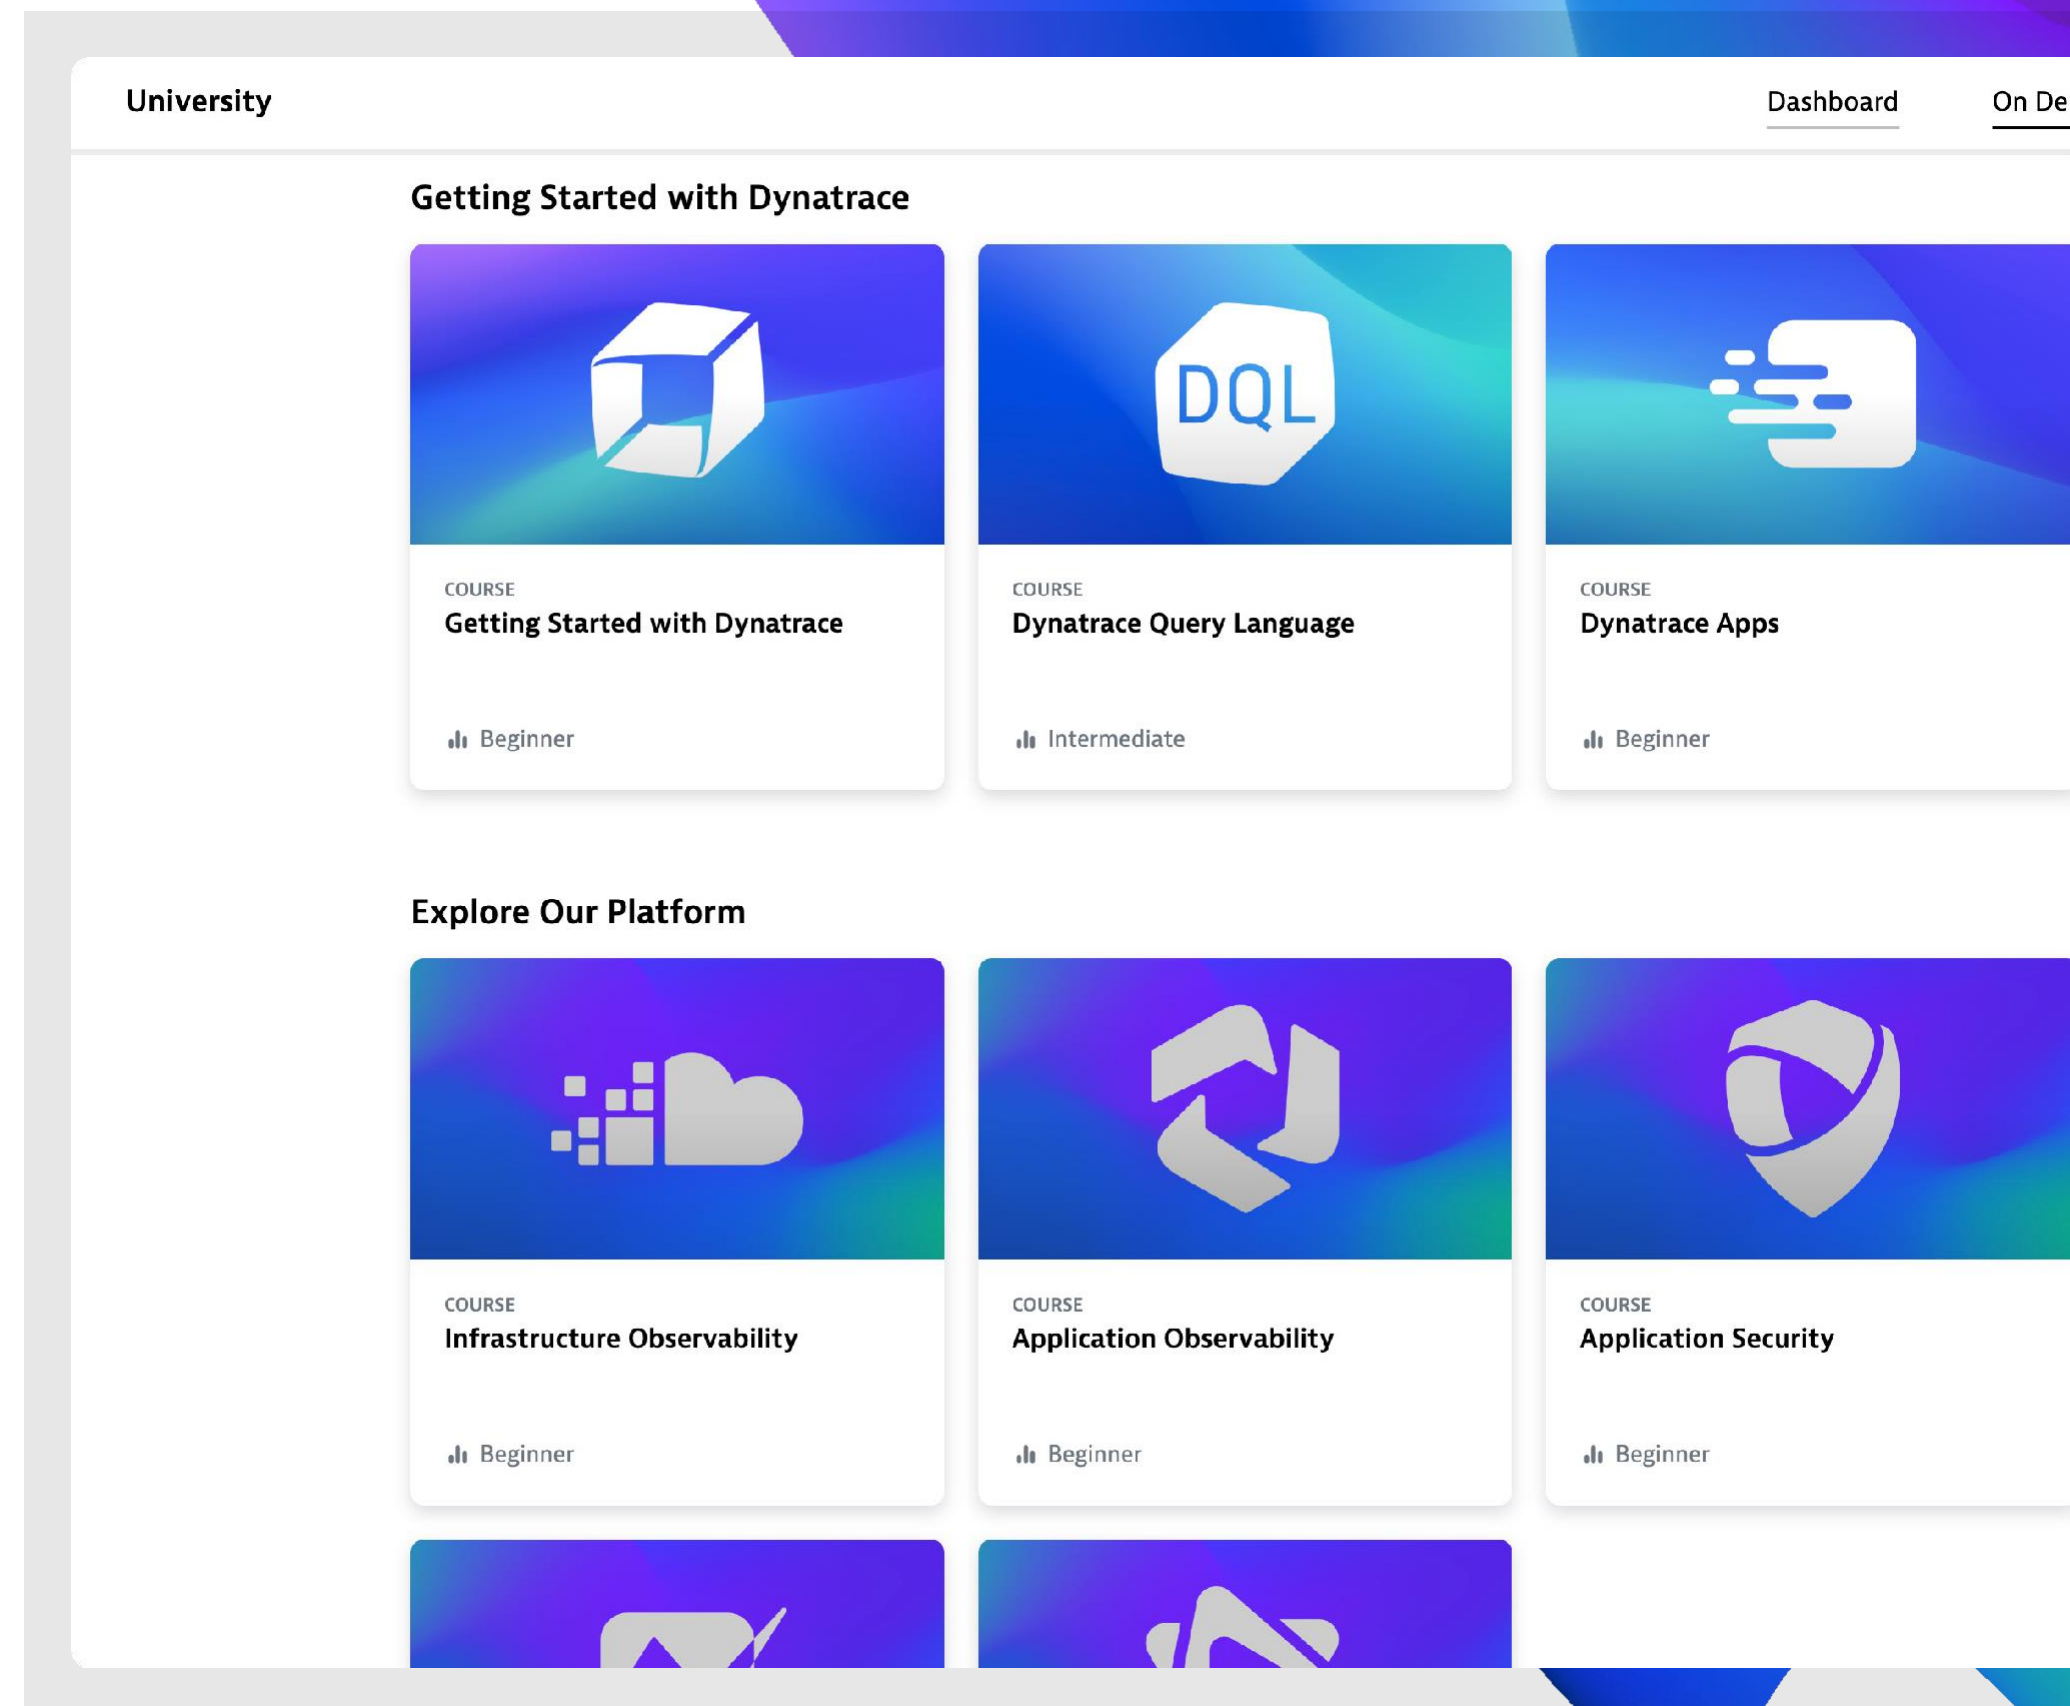 University
Dashboard
On De
Getting Started with Dynatrace
DQL
COURSE
Getting Started with Dynatrace
Beginner
COURSE
Dynatrace Query Language
Intermediate
COURSE
Dynatrace Apps
Beginner
Explore Our Platform
COURSE
Infrastructure Observability
Beginner
COURSE
Application Observability
Beginner
COURSE
Application Security
Beginner